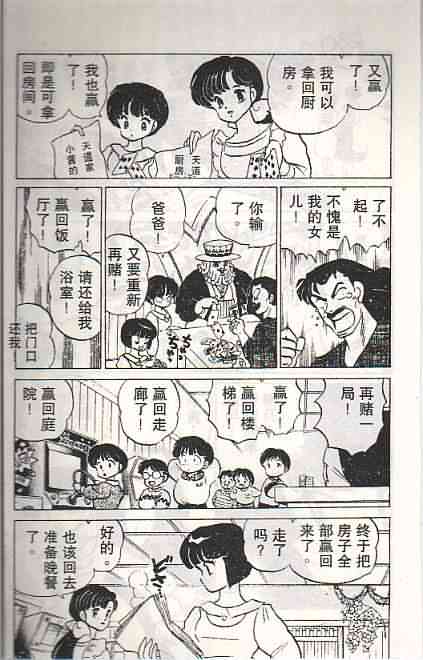 又赢
了！
我可以
拿回厨
房。
我也赢
了！
即是可拿
回房间。
天道
厨房
天道家
小酱的
了不
起！
不愧是
我的女
儿！
你输
了。
爸爸！
又要重新
再赌！
赢了！
赢回饭
厅了！
请还给我
浴室！
把门口
还我
再赌一
局！
赢了！
赢回楼
梯了！
赢回走
廊了！
赢回庭
院！
终于把
房子全
部赢回
来了。
走了
吗？
好的。
也该回去
准备晚餐
了。